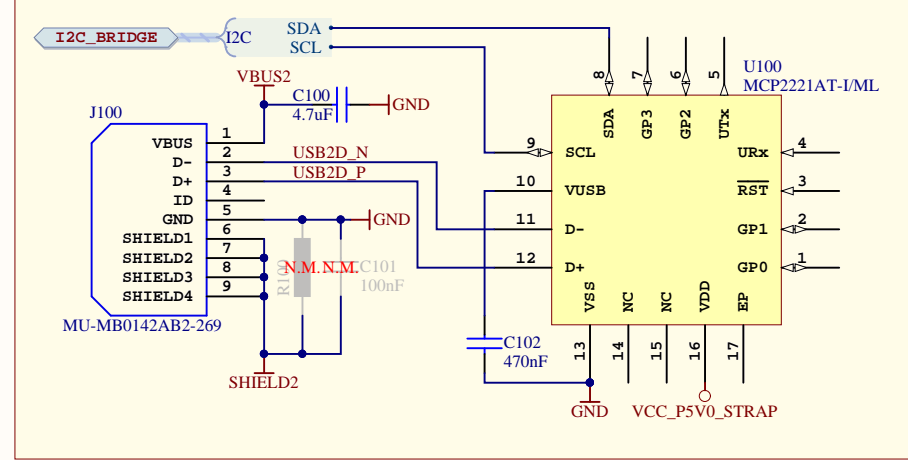 I2C_BRIDGE
I2C
SDA
SCL
VBUS2
C100
4.7uF
GND
J100
VBUS 1
D- 2
D+ 3
ID 4
GND 5
SHIELD1 6
SHIELD2 7
SHIELD3 8
SHIELD4 9
MU-MB0142AB2-269
USB2D_N
USB2D_P
GND
R100
N.M.
N.M.
C101
100nF
SHIELD2
U100
MCP2221AT-I/ML
8 7 6 5
SDA GP3 GP2 UTx
9 SCL
10 VUSB
11 D-
12 D+
URx 4
RST 3
GP1 2
GP0 1
VSS NC NC VDD EP
13 14 15 16 17
C102
470nF
GND
VCC_P5V0_STRAP